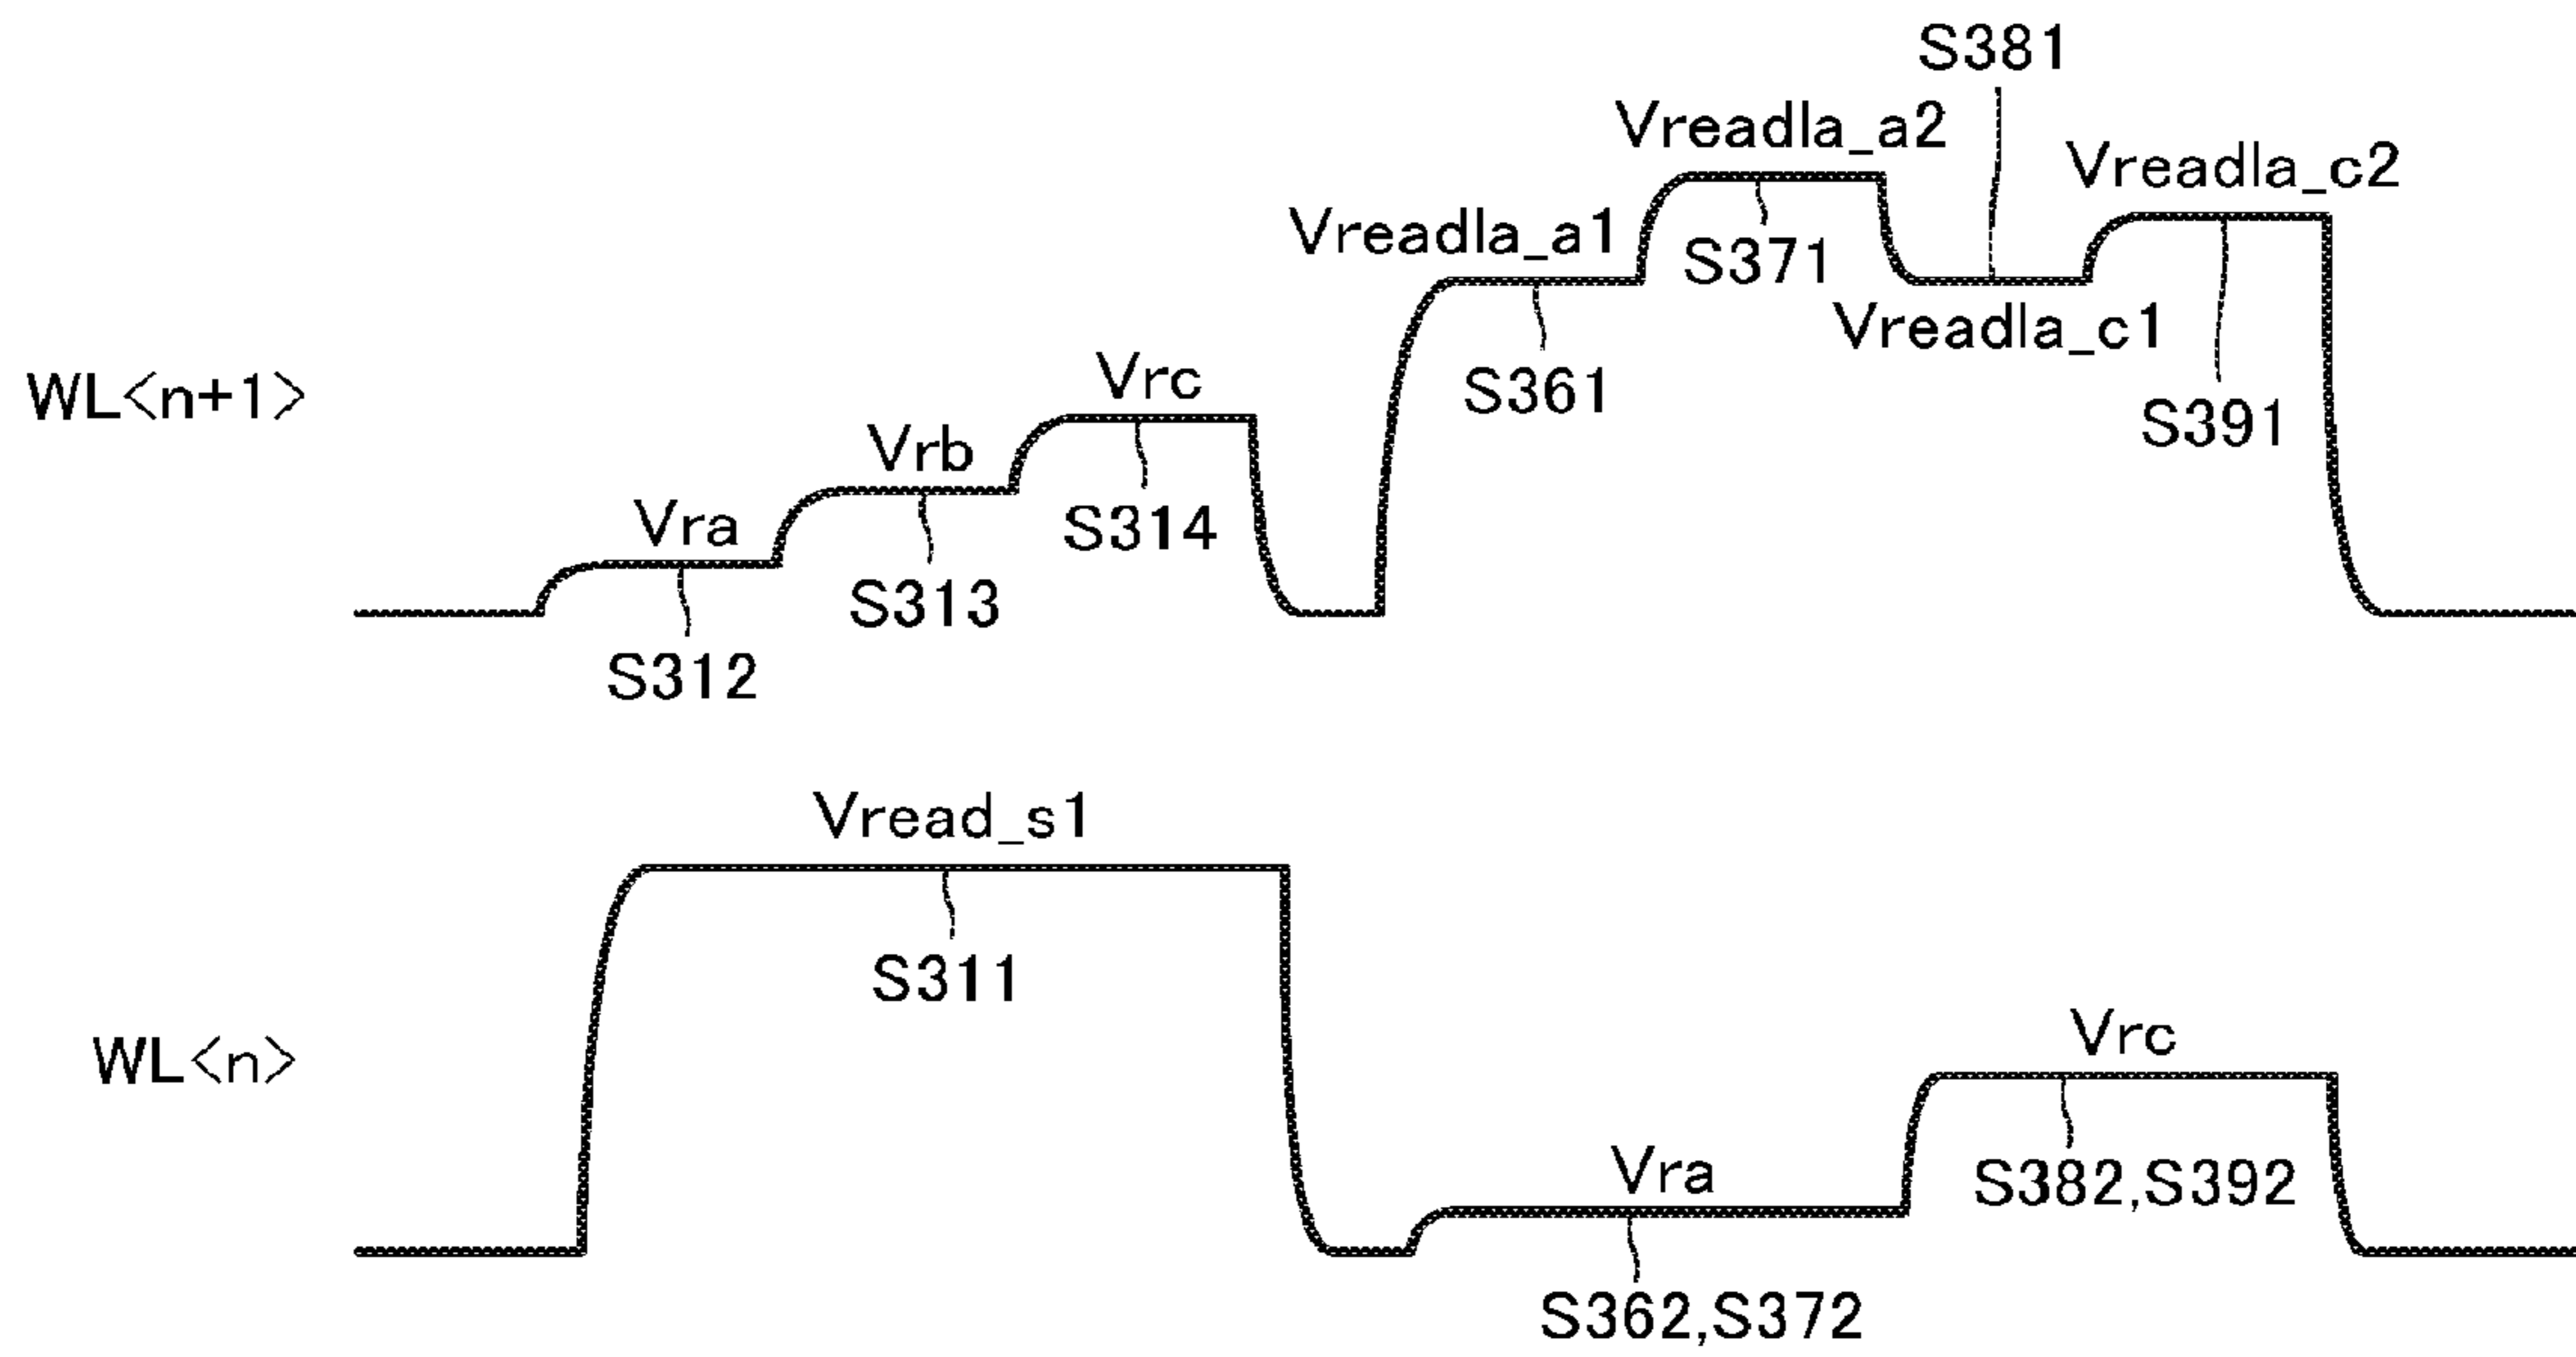 S381
Vreadla_a2
Vreadla_c2
Vreadla_a1
S371
Vreadla_c1
WL<n+1>
Vrc
S361
S391
Vrb
Vra
S314
S313
S312
Vread_s1
S311
WL<n>
Vrc
Vra
S382,S392
S362,S372